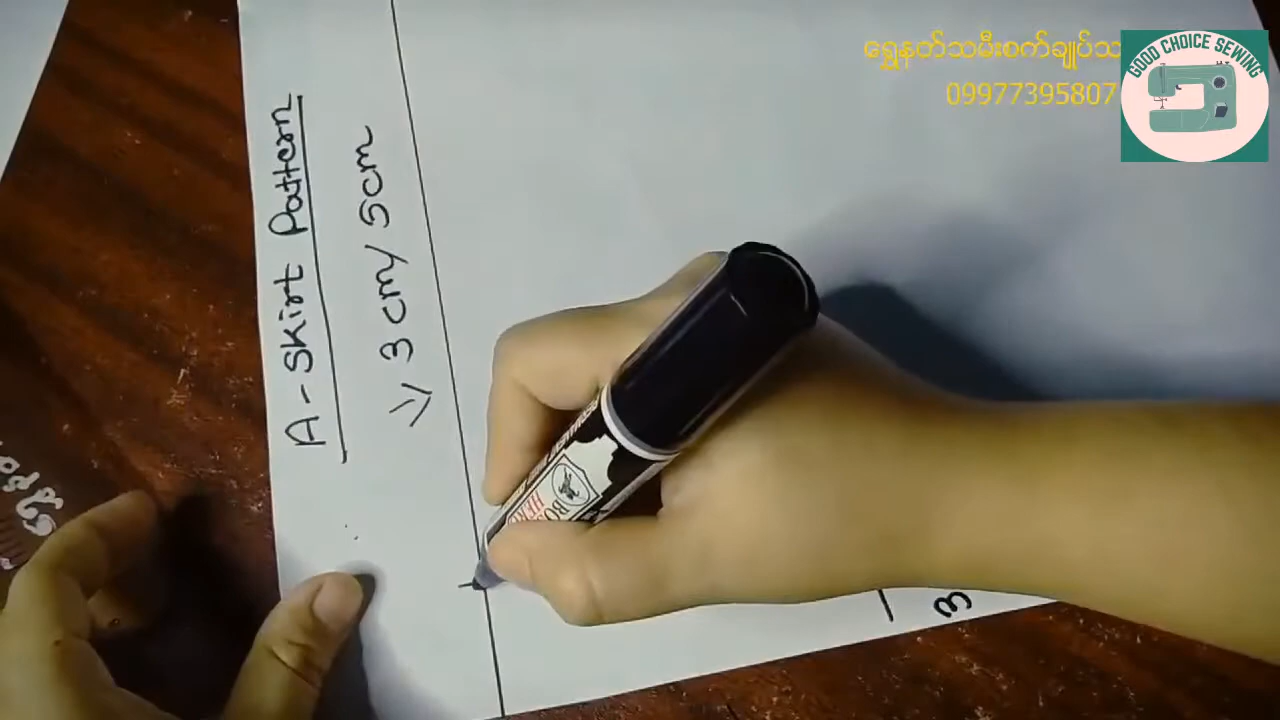 A-Skirt Pattern
3 cm/ 5cm
3
ရွှေနတ်သမီးစက်ချုပ်သ
09977395807
GOOD CHOICE SEWING